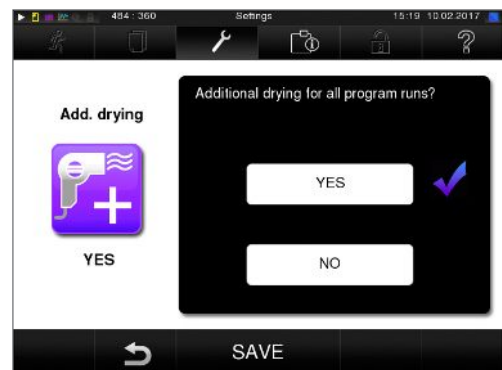 484 : 360 Settings 15:19 10.02.2017
Add. drying
YES
Additional drying for all program runs?
YES
NO
SAVE